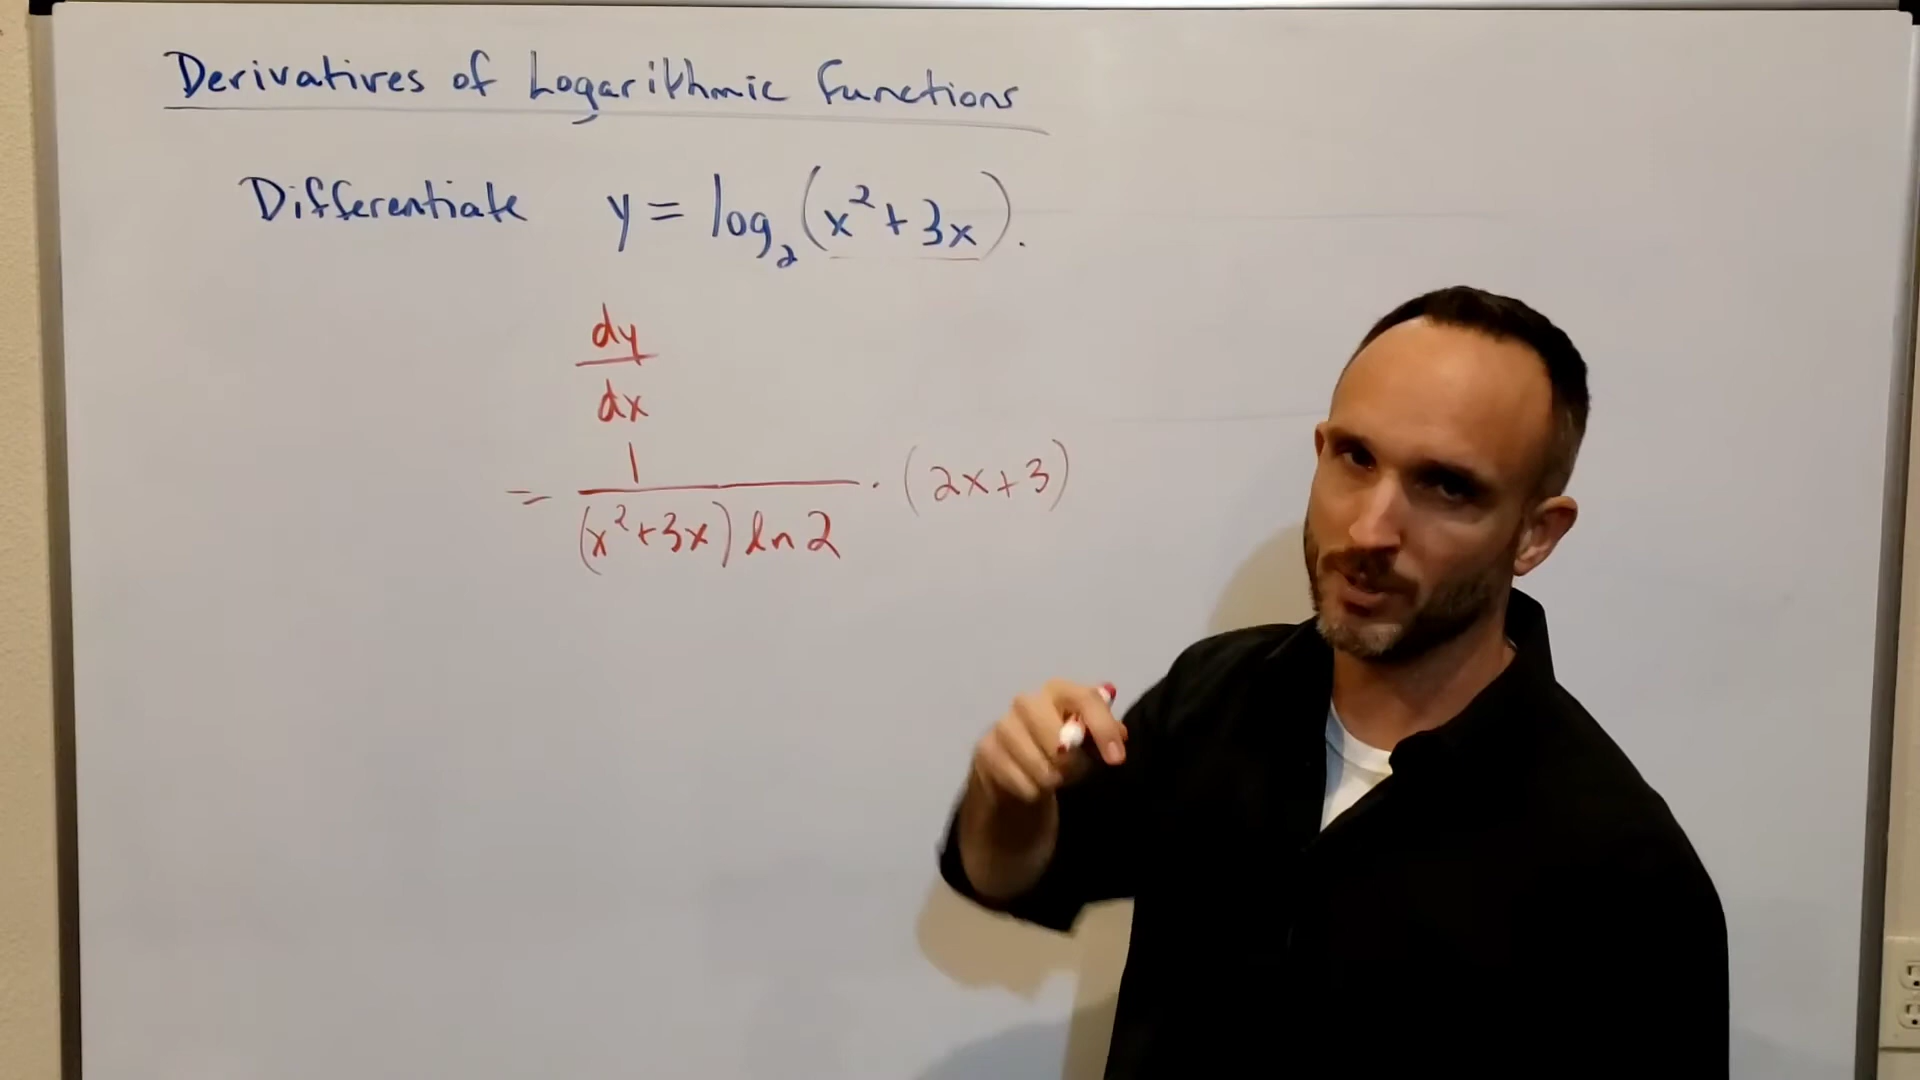 Derivatives of Logarithmic Functions
Differentiate y = log₂(x² + 3x).
dy
dx
1
= · (2x+3)
(x²+3x) ln 2